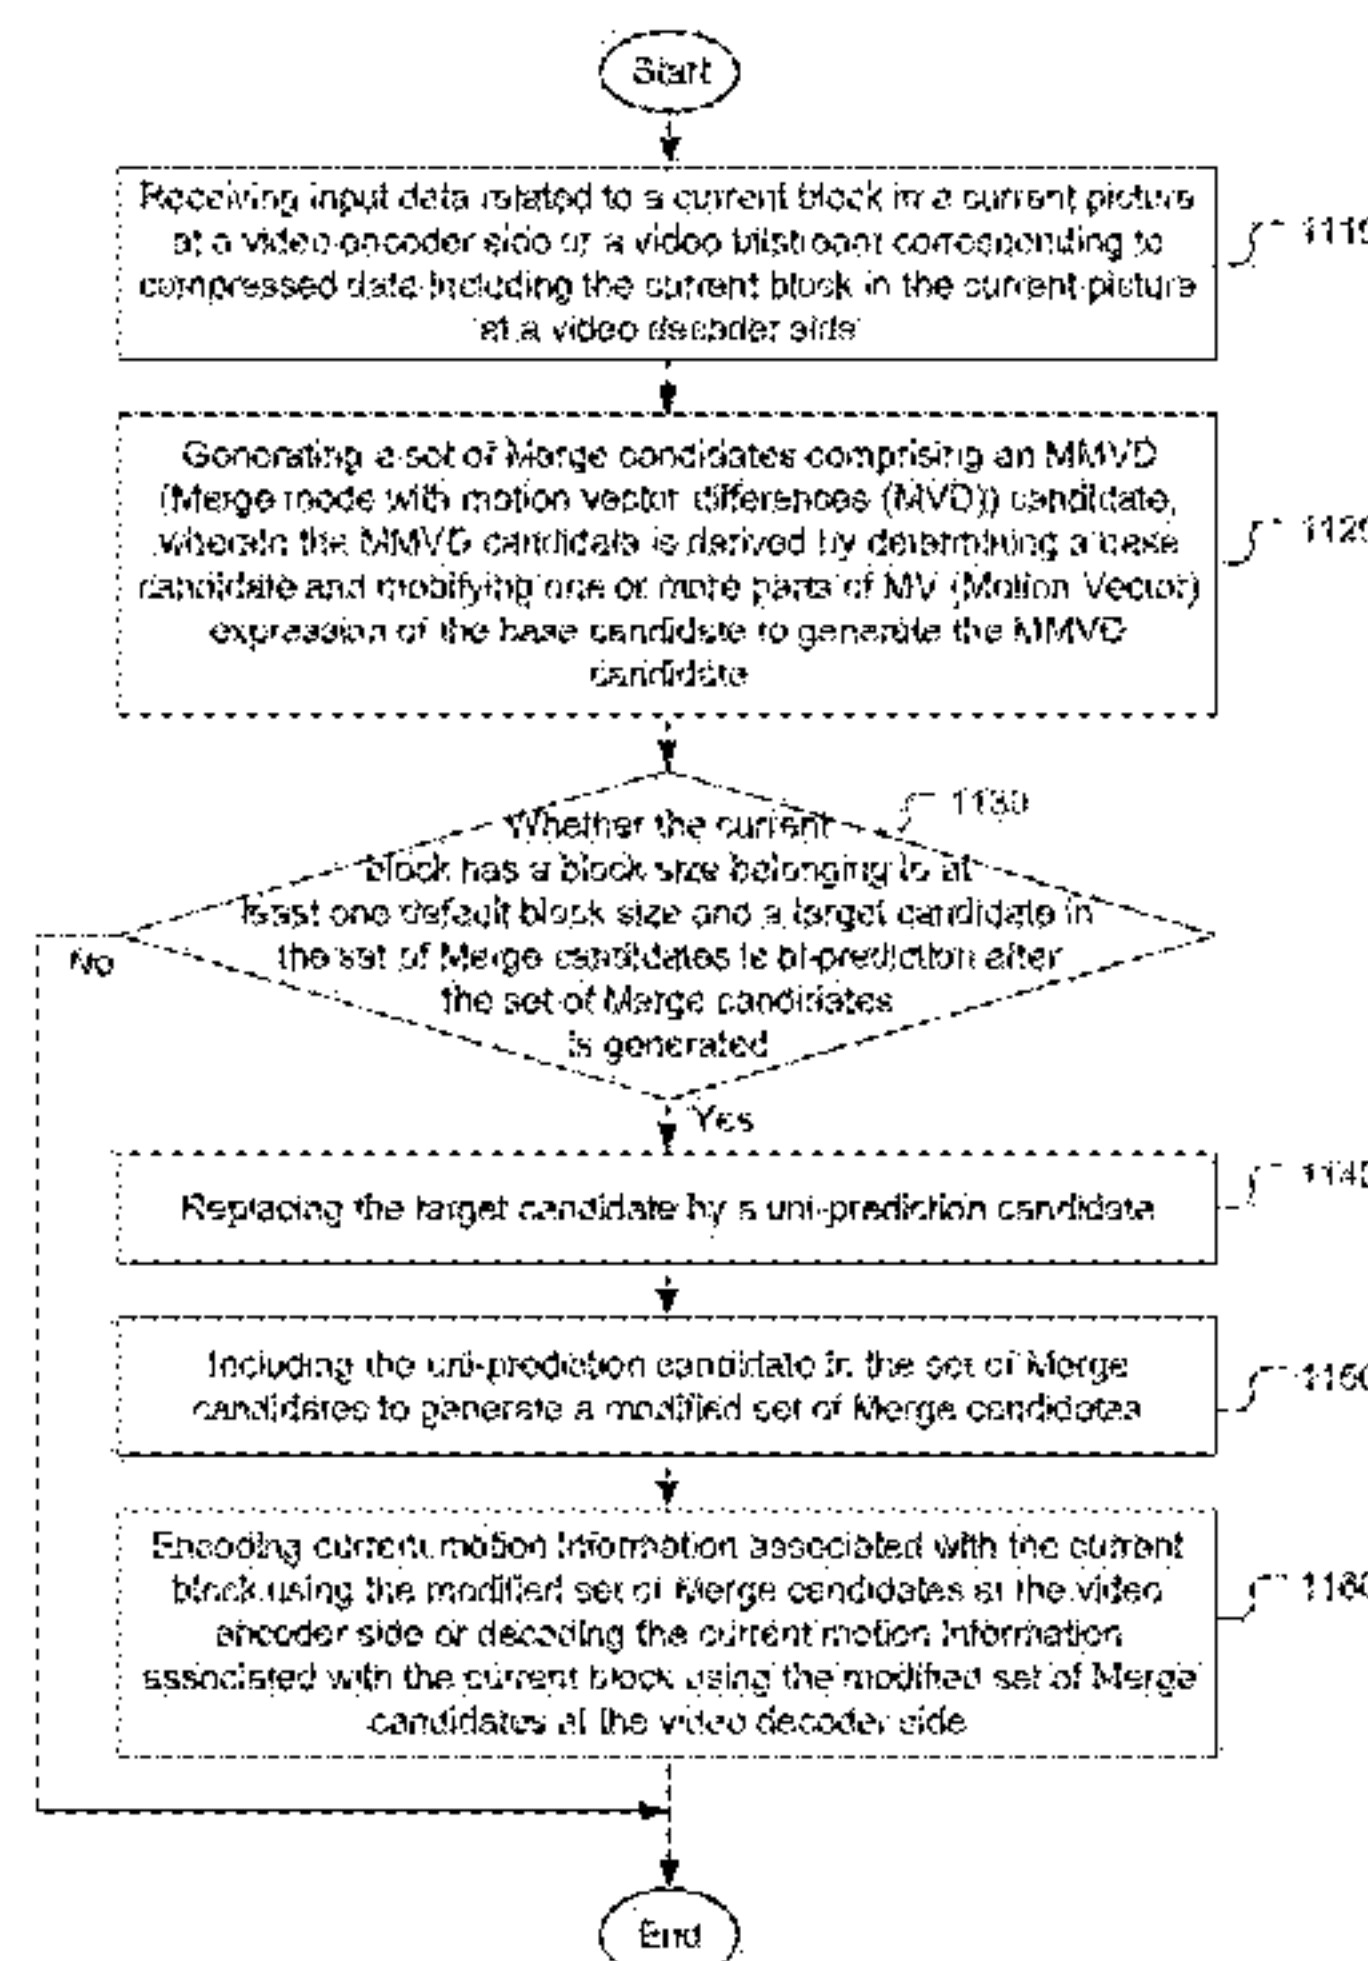 Start
Receiving input data related to a current block in a current picture
at a video encoder side or a video bitstream corresponding to
compressed data including the current block in the current picture
at a video decoder side
1110
Generating a set of Merge candidates comprising an MMVD
(Merge mode with motion vector differences (MVD)) candidate,
wherein the MMVD candidate is derived by determining a base
candidate and modifying one or more parts of MV (Motion Vector)
expression of the base candidate to generate the MMVD
candidate
1120
Whether the current
block has a block size belonging to at
least one default block size and a target candidate in
the set of Merge candidates is bi-prediction after
the set of Merge candidates
is generated
1130
No
Yes
Replacing the target candidate by a uni-prediction candidate
1140
Including the uni-prediction candidate in the set of Merge
candidates to generate a modified set of Merge candidates
1150
Encoding current motion information associated with the current
block using the modified set of Merge candidates at the video
encoder side or decoding the current motion information
associated with the current block using the modified set of Merge
candidates at the video decoder side
1160
End